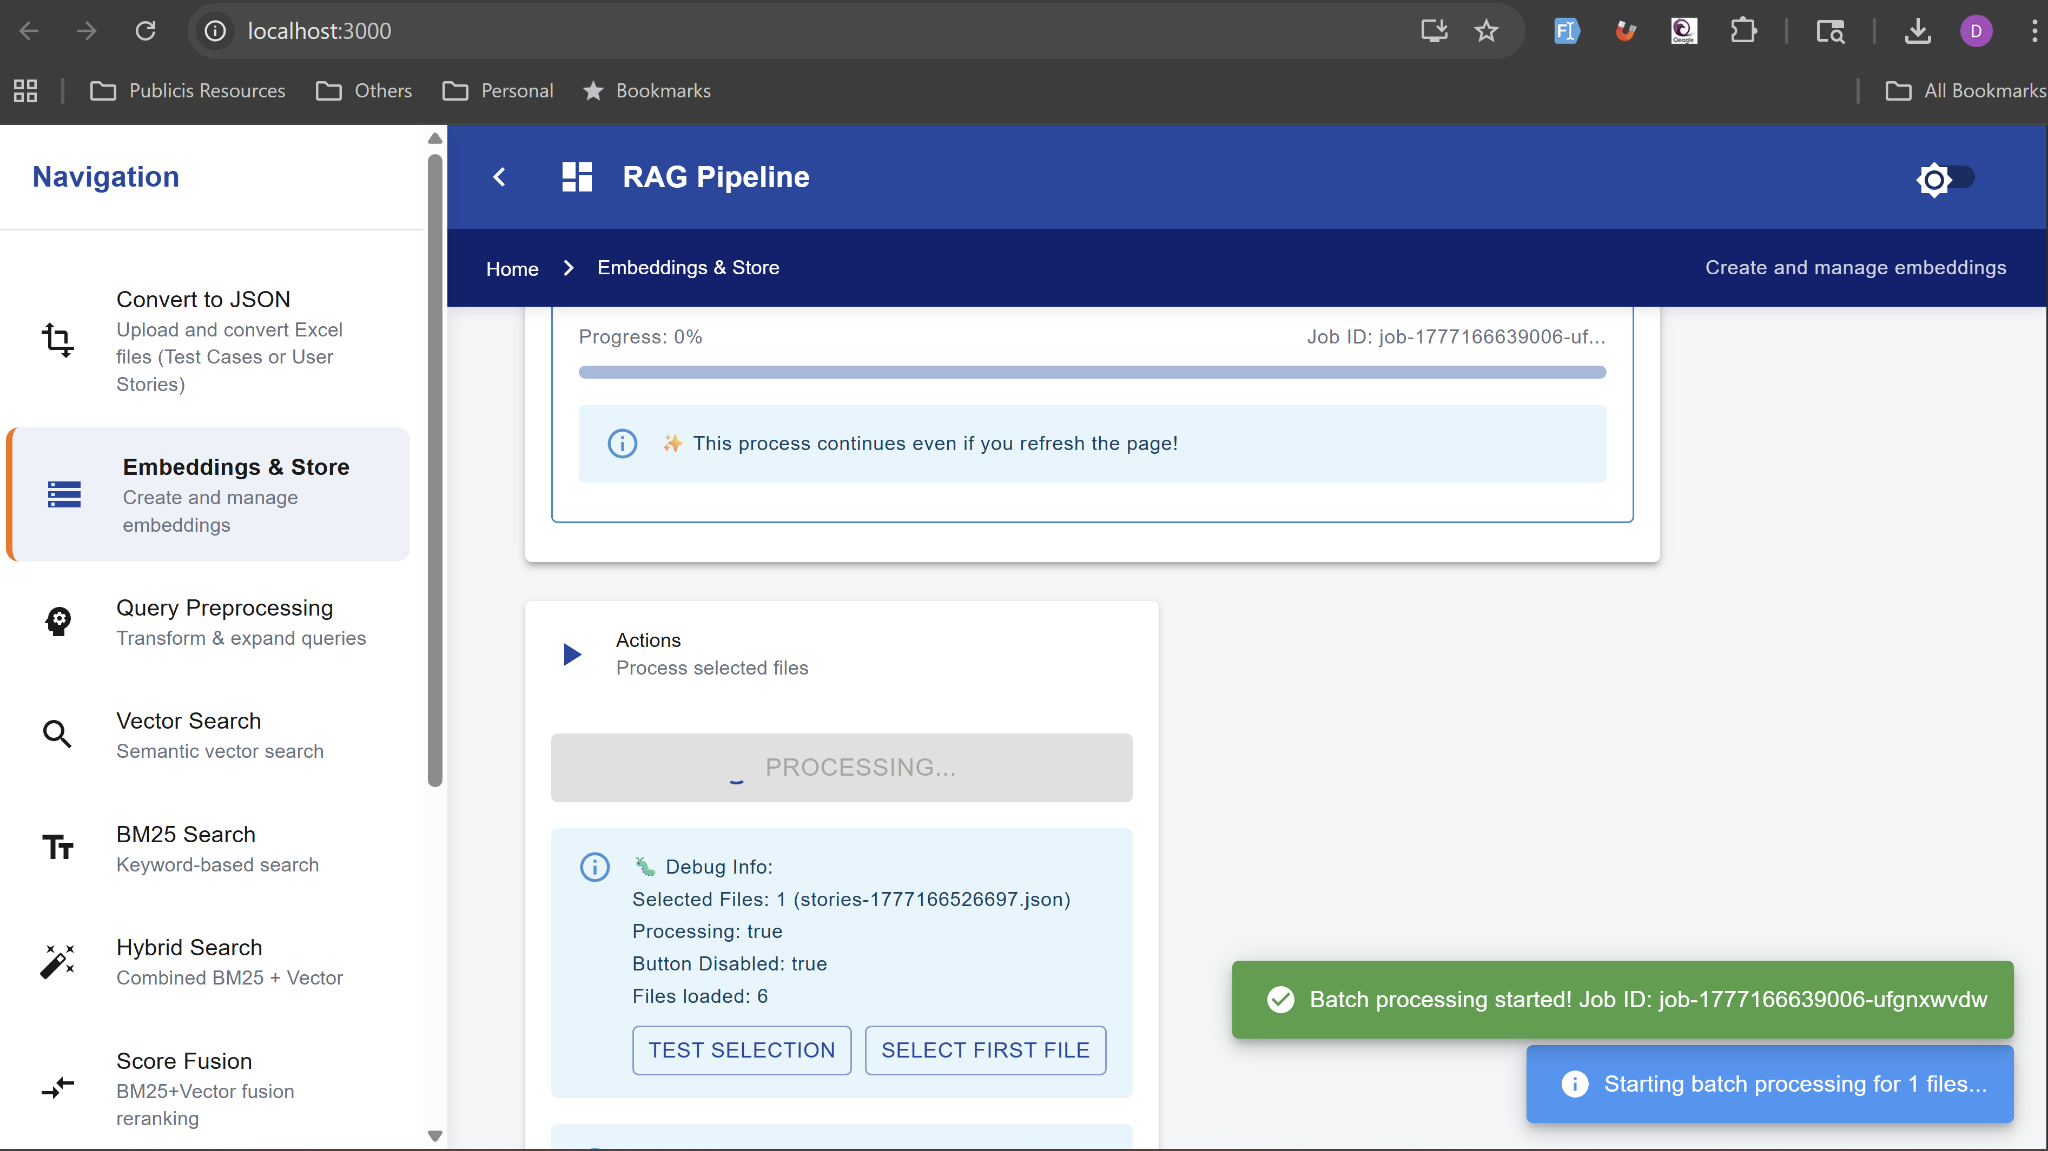 localhost:3000
D
Publicis Resources
Others
Personal
Bookmarks
All Bookmarks
Navigation
Convert to JSON
Upload and convert Excel
files (Test Cases or User
Stories)
Embeddings & Store
Create and manage
embeddings
Query Preprocessing
Transform & expand queries
Vector Search
Semantic vector search
BM25 Search
Keyword-based search
Hybrid Search
Combined BM25 + Vector
Score Fusion
BM25+Vector fusion
reranking
RAG Pipeline
Home
Embeddings & Store
Create and manage embeddings
Progress: 0%
Job ID: job-1777166639006-uf...
✨ This process continues even if you refresh the page!
Actions
Process selected files
PROCESSING...
🐛 Debug Info:
Selected Files: 1 (stories-1777166526697.json)
Processing: true
Button Disabled: true
Files loaded: 6
TEST SELECTION
SELECT FIRST FILE
Batch processing started! Job ID: job-1777166639006-ufgnxwvdw
Starting batch processing for 1 files...